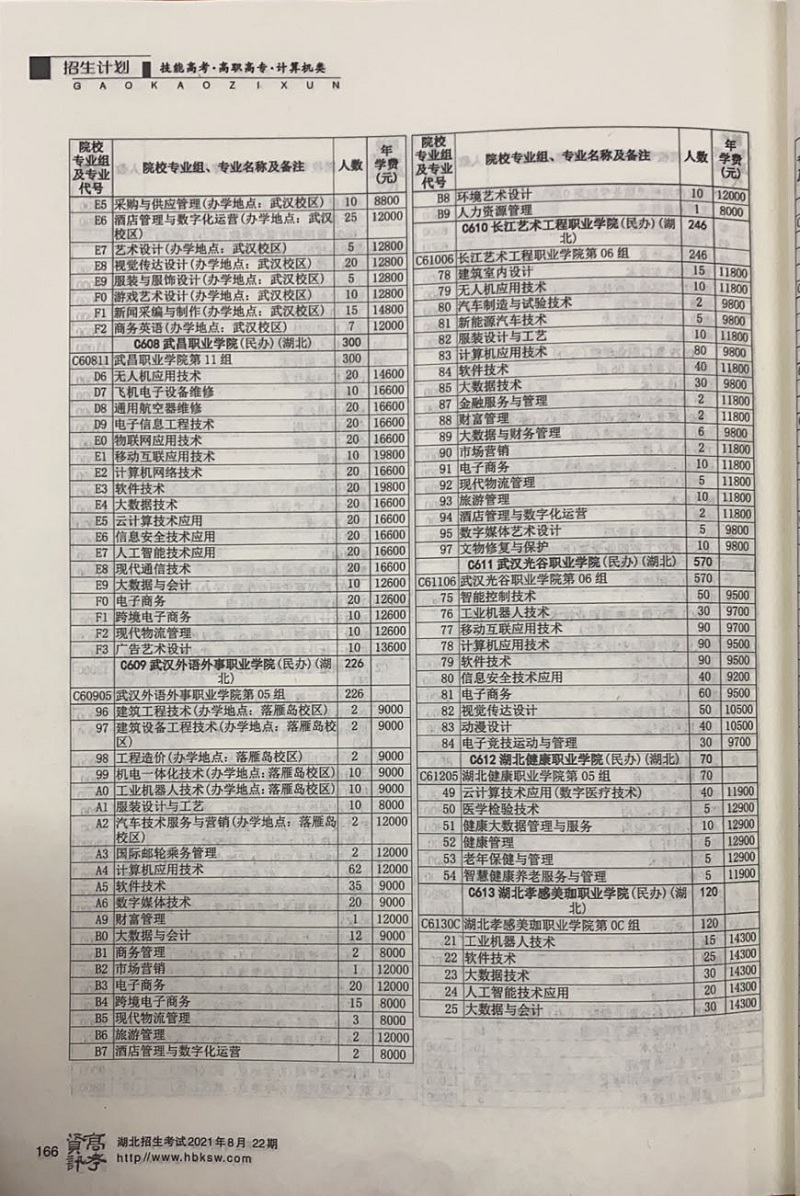 招生计划 技能高考·高职高专·计算机类
GAOKAOZIXUN
院校
专业组
及专业
代号 院校专业组、专业名称及备注 人数 年
学费
(元)
E5 采购与供应管理(办学地点：武汉校区) 10 8800
E6 酒店管理与数字化运营(办学地点：武汉 25 12000
校区)
E7 艺术设计(办学地点：武汉校区) 5 12800
E8 视觉传达设计(办学地点：武汉校区) 20 12800
E9 服装与服饰设计(办学地点：武汉校区) 5 12800
F0 游戏艺术设计(办学地点：武汉校区) 10 12800
F1 新闻采编与制作(办学地点：武汉校区) 15 14800
F2 商务英语(办学地点：武汉校区) 7 12000
C608 武昌职业学院(民办)(湖北) 300
C60811 武昌职业学院第 11 组 300
D6 无人机应用技术 20 14600
D7 飞机电子设备维修 10 16600
D8 通用航空器维修 20 16600
D9 电子信息工程技术 20 16600
E0 物联网应用技术 20 16600
E1 移动互联应用技术 10 19800
E2 计算机网络技术 20 16600
E3 软件技术 20 19800
E4 大数据技术 20 16600
E5 云计算技术应用 20 16600
E6 信息安全技术应用 20 16600
E7 人工智能技术应用 20 16600
E8 现代通信技术 20 16600
E9 大数据与会计 10 12600
F0 电子商务 20 12600
F1 跨境电子商务 10 12600
F2 现代物流管理 10 12600
F3 广告艺术设计 10 13600
C609 武汉外语外事职业学院(民办)(湖 226
北)
C60905 武汉外语外事职业学院第 05 组 226
96 建筑工程技术(办学地点：落雁岛校区) 2 9000
97 建筑设备工程技术(办学地点：落雁岛校 2 9000
区)
98 工程造价(办学地点：落雁岛校区) 2 9000
99 机电一体化技术(办学地点：落雁岛校区) 10 9000
A0 工业机器人技术(办学地点：落雁岛校区) 10 9000
A1 服装设计与工艺 10 8000
A2 汽车技术服务与营销(办学地点：落雁岛 2 12000
校区)
A3 国际邮轮乘务管理 2 12000
A4 计算机应用技术 62 12000
A5 软件技术 35 9000
A6 数字媒体技术 20 9000
A9 财富管理 1 12000
B0 大数据与会计 12 9000
B1 商务管理 2 8000
B2 市场营销 1 12000
B3 电子商务 20 12000
B4 跨境电子商务 15 8000
B5 现代物流管理 3 8000
B6 旅游管理 2 12000
B7 酒店管理与数字化运营 2 8000
院校
专业组
及专业
代号 院校专业组、专业名称及备注 人数 年
学费
(元)
B8 环境艺术设计 10 12000
B9 人力资源管理 1 8000
C610 长江艺术工程职业学院(民办)(湖 246
北)
C61006 长江艺术工程职业学院第 06 组 246
78 建筑室内设计 15 11800
79 无人机应用技术 10 11800
80 汽车制造与试验技术 2 9800
81 新能源汽车技术 5 9800
82 服装设计与工艺 10 11800
83 计算机应用技术 80 9800
84 软件技术 40 11800
85 大数据技术 30 9800
87 金融服务与管理 2 11800
88 财富管理 2 11800
89 大数据与财务管理 6 9800
90 市场营销 2 11800
91 电子商务 10 11800
92 现代物流管理 5 11800
93 旅游管理 10 11800
94 酒店管理与数字化运营 2 11800
95 数字媒体艺术设计 5 9800
97 文物修复与保护 10 9800
C611 武汉光谷职业学院(民办)(湖北) 570
C61106 武汉光谷职业学院第 06 组 570
75 智能控制技术 50 9500
76 工业机器人技术 30 9700
77 移动互联应用技术 90 9700
78 计算机应用技术 90 9500
79 软件技术 90 9500
80 信息安全技术应用 40 9200
81 电子商务 60 9500
82 视觉传达设计 50 10500
83 动漫设计 40 10500
84 电子竞技运动与管理 30 9700
C612 湖北健康职业学院(民办)(湖北) 70
C61205 湖北健康职业学院第 05 组 70
49 云计算技术应用(数字医疗技术) 40 11900
50 医学检验技术 5 12900
51 健康大数据管理与服务 10 12900
52 健康管理 5 12900
53 老年保健与管理 5 12900
54 智慧健康养老服务与管理 5 11900
C613 湖北孝感美珈职业学院(民办)(湖 120
北)
C6130C 湖北孝感美珈职业学院第 0C 组 120
21 工业机器人技术 15 14300
22 软件技术 25 14300
23 大数据技术 30 14300
24 人工智能技术应用 20 14300
25 大数据与会计 30 14300
166 高考資訊 湖北招生考试2021年8月 22期
http://www.hbksw.com